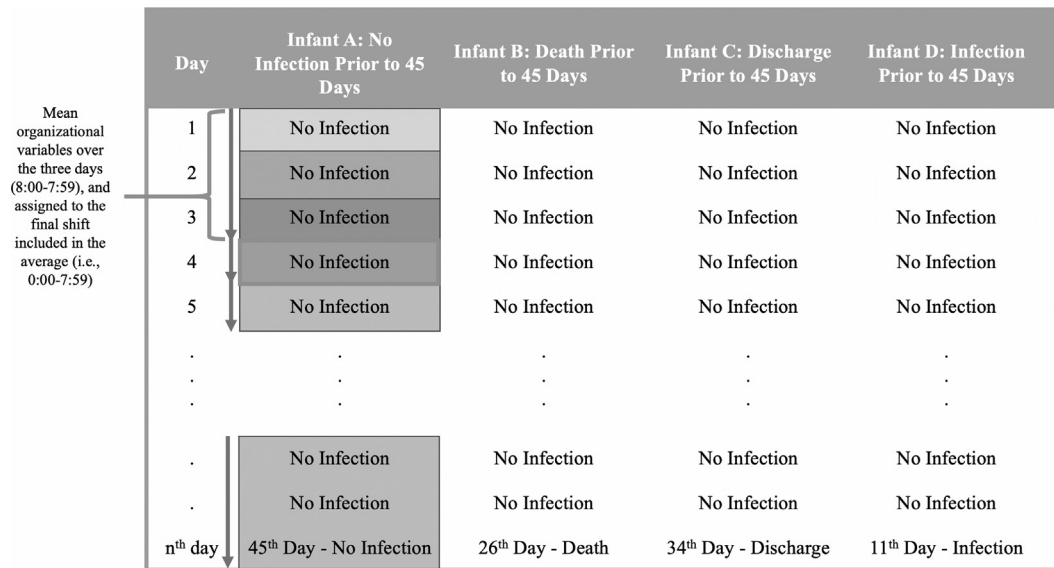 Day
Infant A: No
Infection Prior to 45
Days
Infant B: Death Prior
to 45 Days
Infant C: Discharge
Prior to 45 Days
Infant D: Infection
Prior to 45 Days
Mean
organizational
variables over
the three days
(8:00-7:59), and
assigned to the
final shift
included in the
average (i.e.,
0:00-7:59)
1 No Infection No Infection No Infection No Infection
2 No Infection No Infection No Infection No Infection
3 No Infection No Infection No Infection No Infection
4 No Infection No Infection No Infection No Infection
5 No Infection No Infection No Infection No Infection
. . . . .
. . . . .
. . . . .
. No Infection No Infection No Infection No Infection
. No Infection No Infection No Infection No Infection
nth day 45th Day - No Infection 26th Day - Death 34th Day - Discharge 11th Day - Infection